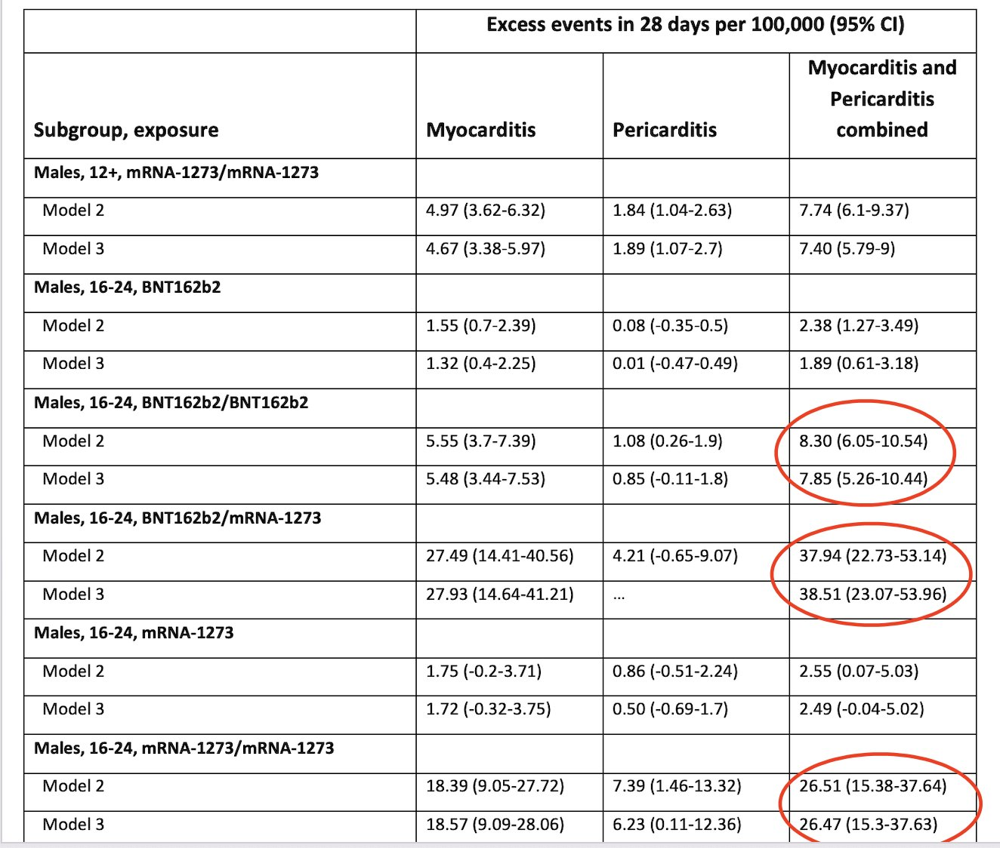 Excess events in 28 days per 100,000 (95% CI)
Subgroup, exposure Myocarditis Pericarditis Myocarditis and
Pericarditis
combined
Males, 12+, mRNA-1273/mRNA-1273
Model 2 4.97 (3.62-6.32) 1.84 (1.04-2.63) 7.74 (6.1-9.37)
Model 3 4.67 (3.38-5.97) 1.89 (1.07-2.7) 7.40 (5.79-9)
Males, 16-24, BNT162b2
Model 2 1.55 (0.7-2.39) 0.08 (-0.35-0.5) 2.38 (1.27-3.49)
Model 3 1.32 (0.4-2.25) 0.01 (-0.47-0.49) 1.89 (0.61-3.18)
Males, 16-24, BNT162b2/BNT162b2
Model 2 5.55 (3.7-7.39) 1.08 (0.26-1.9) 8.30 (6.05-10.54)
Model 3 5.48 (3.44-7.53) 0.85 (-0.11-1.8) 7.85 (5.26-10.44)
Males, 16-24, BNT162b2/mRNA-1273
Model 2 27.49 (14.41-40.56) 4.21 (-0.65-9.07) 37.94 (22.73-53.14)
Model 3 27.93 (14.64-41.21) ... 38.51 (23.07-53.96)
Males, 16-24, mRNA-1273
Model 2 1.75 (-0.2-3.71) 0.86 (-0.51-2.24) 2.55 (0.07-5.03)
Model 3 1.72 (-0.32-3.75) 0.50 (-0.69-1.7) 2.49 (-0.04-5.02)
Males, 16-24, mRNA-1273/mRNA-1273
Model 2 18.39 (9.05-27.72) 7.39 (1.46-13.32) 26.51 (15.38-37.64)
Model 3 18.57 (9.09-28.06) 6.23 (0.11-12.36) 26.47 (15.3-37.63)